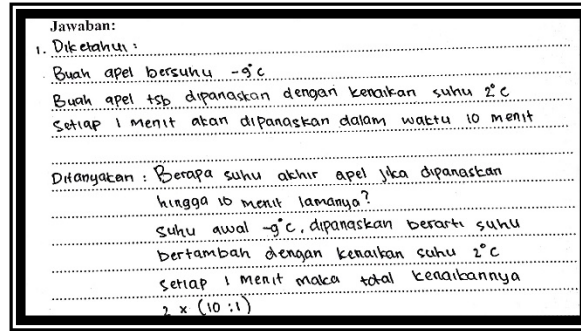 Jawaban:
1. Diketahui :
Buah apel bersuhu -9°C
Buah apel tsb dipanaskan dengan kenaikan suhu 2°C
Setiap 1 menit akan dipanaskan dalam waktu 10 menit
Ditanyakan : Berapa suhu akhir apel jika dipanaskan
hingga 10 menit lamanya?
Suhu awal -9°C, dipanaskan berarti suhu
bertambah dengan kenaikan suhu 2°C
setiap 1 menit maka total kenaikannya
2 x (10 : 1)